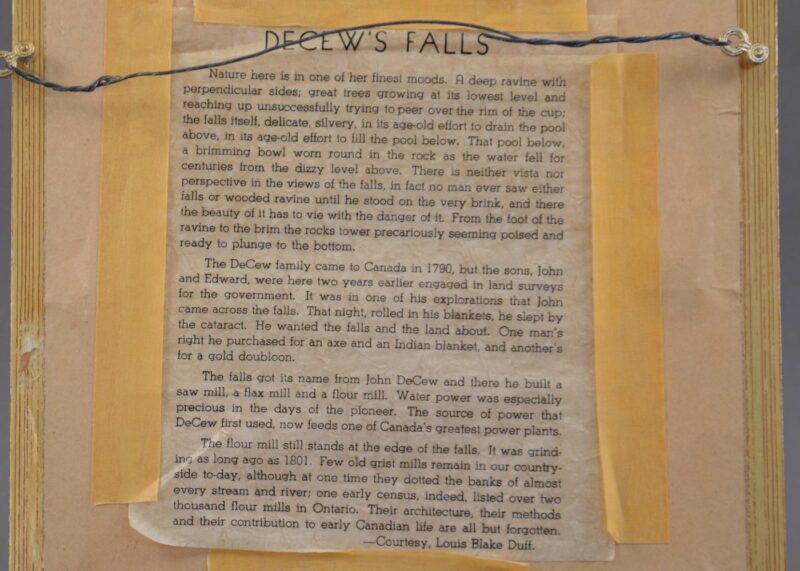 DECEW'S FALLS
Nature here is in one of her finest moods. A deep ravine with
perpendicular sides; great trees growing at its lowest level and
reaching up unsuccessfully trying to peer over the rim of the cup;
the falls itself, delicate, silvery, in its age-old effort to drain the pool
above, in its age-old effort to fill the pool below. That pool below,
a brimming bowl worn round in the rock as the water fell for
centuries from the dizzy level above. There is neither vista nor
perspective in the views of the falls, in fact no man ever saw either
falls or wooded ravine until he stood on the very brink, and there
the beauty of it has to vie with the danger of it. From the foot of the
ravine to the brim the rocks tower precariously seeming poised and
ready to plunge to the bottom.
The DeCew family came to Canada in 1790, but the sons, John
and Edward, were here two years earlier engaged in land surveys
for the government. It was in one of his explorations that John
came across the falls. That night, rolled in his blankets, he slept by
the cataract. He wanted the falls and the land about. One man's
right he purchased for an axe and an Indian blanket, and another's
for a gold doubloon.
The falls got its name from John DeCew and there he built a
saw mill, a flax mill and a flour mill. Water power was especially
precious in the days of the pioneer. The source of power that
DeCew first used, now feeds one of Canada's greatest power plants.
The flour mill still stands at the edge of the falls. It was grind-
ing as long ago as 1801. Few old grist mills remain in our country-
side to-day, although at one time they dotted the banks of almost
every stream and river; one early census, indeed, listed over two
thousand flour mills in Ontario. Their architecture, their methods
and their contribution to early Canadian life are all but forgotten.
—Courtesy, Louis Blake Duff.